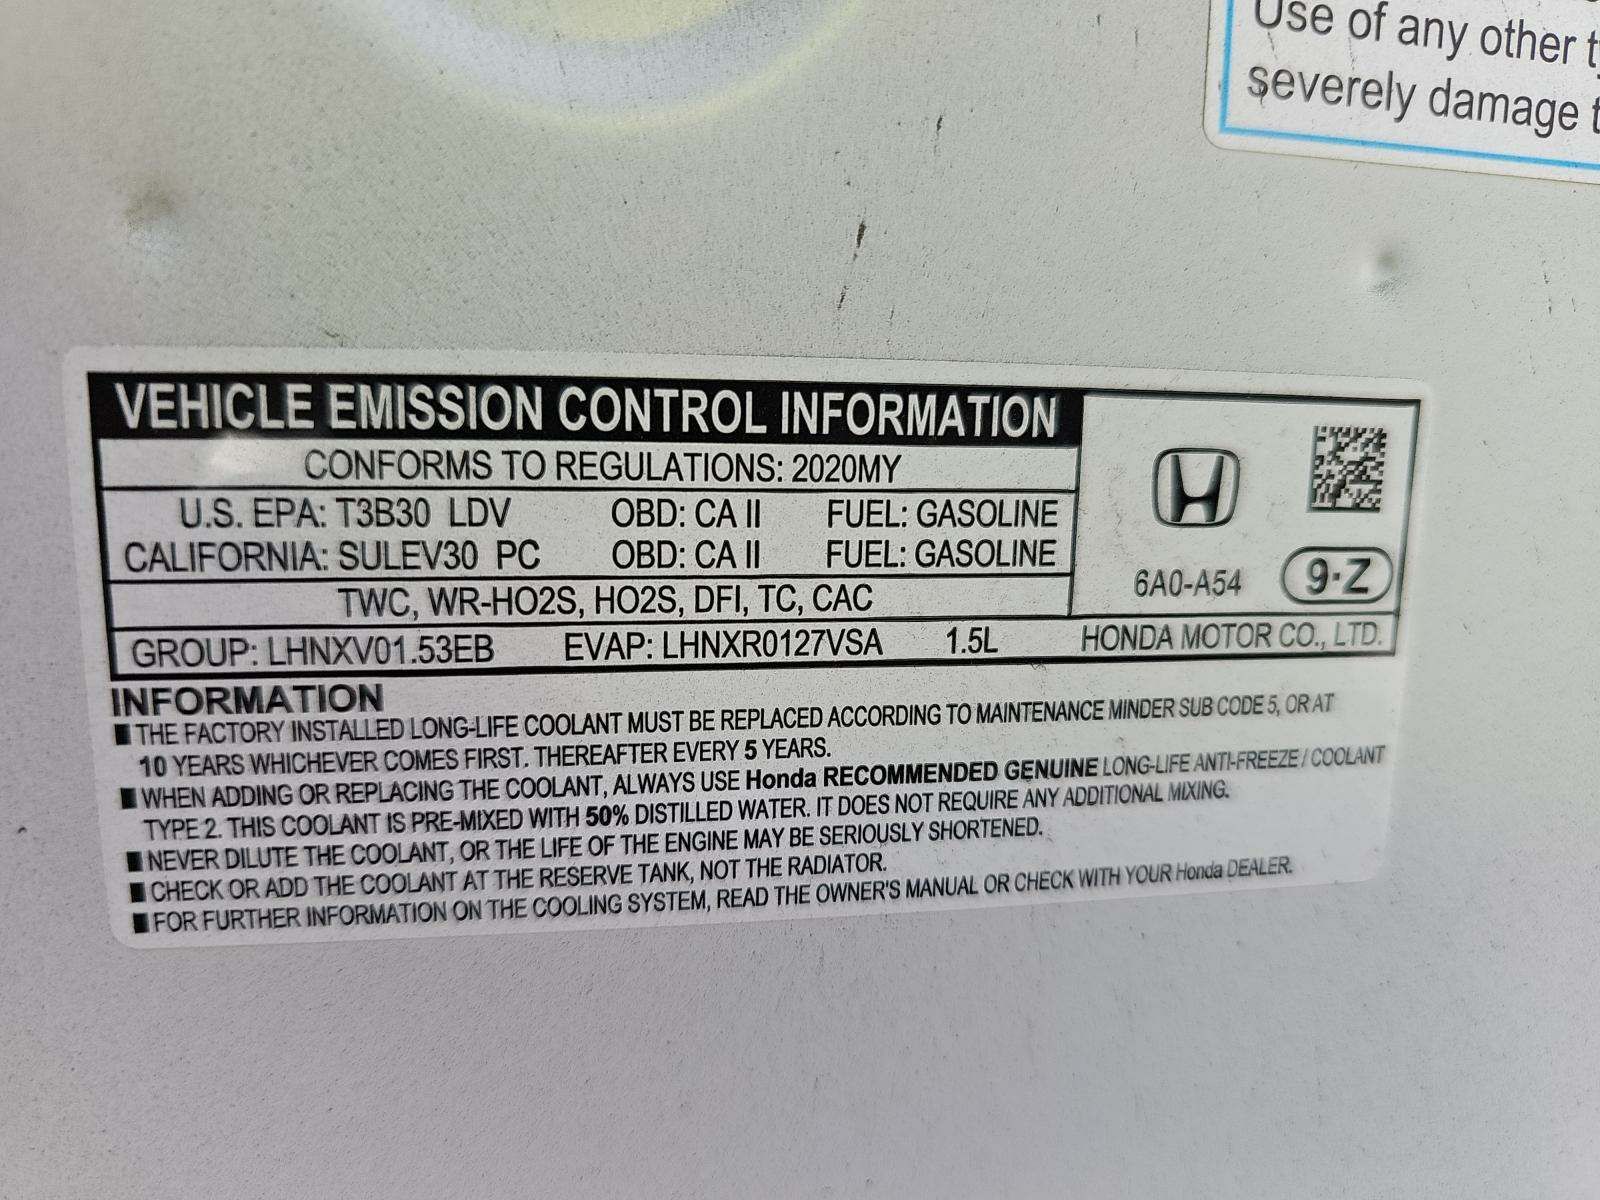 Use of any other
severely damage
VEHICLE EMISSION CONTROL INFORMATION
CONFORMS TO REGULATIONS: 2020MY
U.S. EPA: T3B30 LDV OBD: CA II FUEL: GASOLINE
CALIFORNIA: SULEV30 PC OBD: CA II FUEL: GASOLINE
6A0-A54 9·Z
TWC, WR-HO2S, HO2S, DFI, TC, CAC
GROUP: LHNXV01.53EB EVAP: LHNXR0127VSA 1.5L HONDA MOTOR CO., LTD.
INFORMATION
■ THE FACTORY INSTALLED LONG-LIFE COOLANT MUST BE REPLACED ACCORDING TO MAINTENANCE MINDER SUB CODE 5, OR AT
10 YEARS WHICHEVER COMES FIRST. THEREAFTER EVERY 5 YEARS.
■ WHEN ADDING OR REPLACING THE COOLANT, ALWAYS USE Honda RECOMMENDED GENUINE LONG-LIFE ANTI-FREEZE / COOLANT
TYPE 2. THIS COOLANT IS PRE-MIXED WITH 50% DISTILLED WATER. IT DOES NOT REQUIRE ANY ADDITIONAL MIXING.
■ NEVER DILUTE THE COOLANT, OR THE LIFE OF THE ENGINE MAY BE SERIOUSLY SHORTENED.
■ CHECK OR ADD THE COOLANT AT THE RESERVE TANK, NOT THE RADIATOR.
■ FOR FURTHER INFORMATION ON THE COOLING SYSTEM, READ THE OWNER'S MANUAL OR CHECK WITH YOUR Honda DEALER.